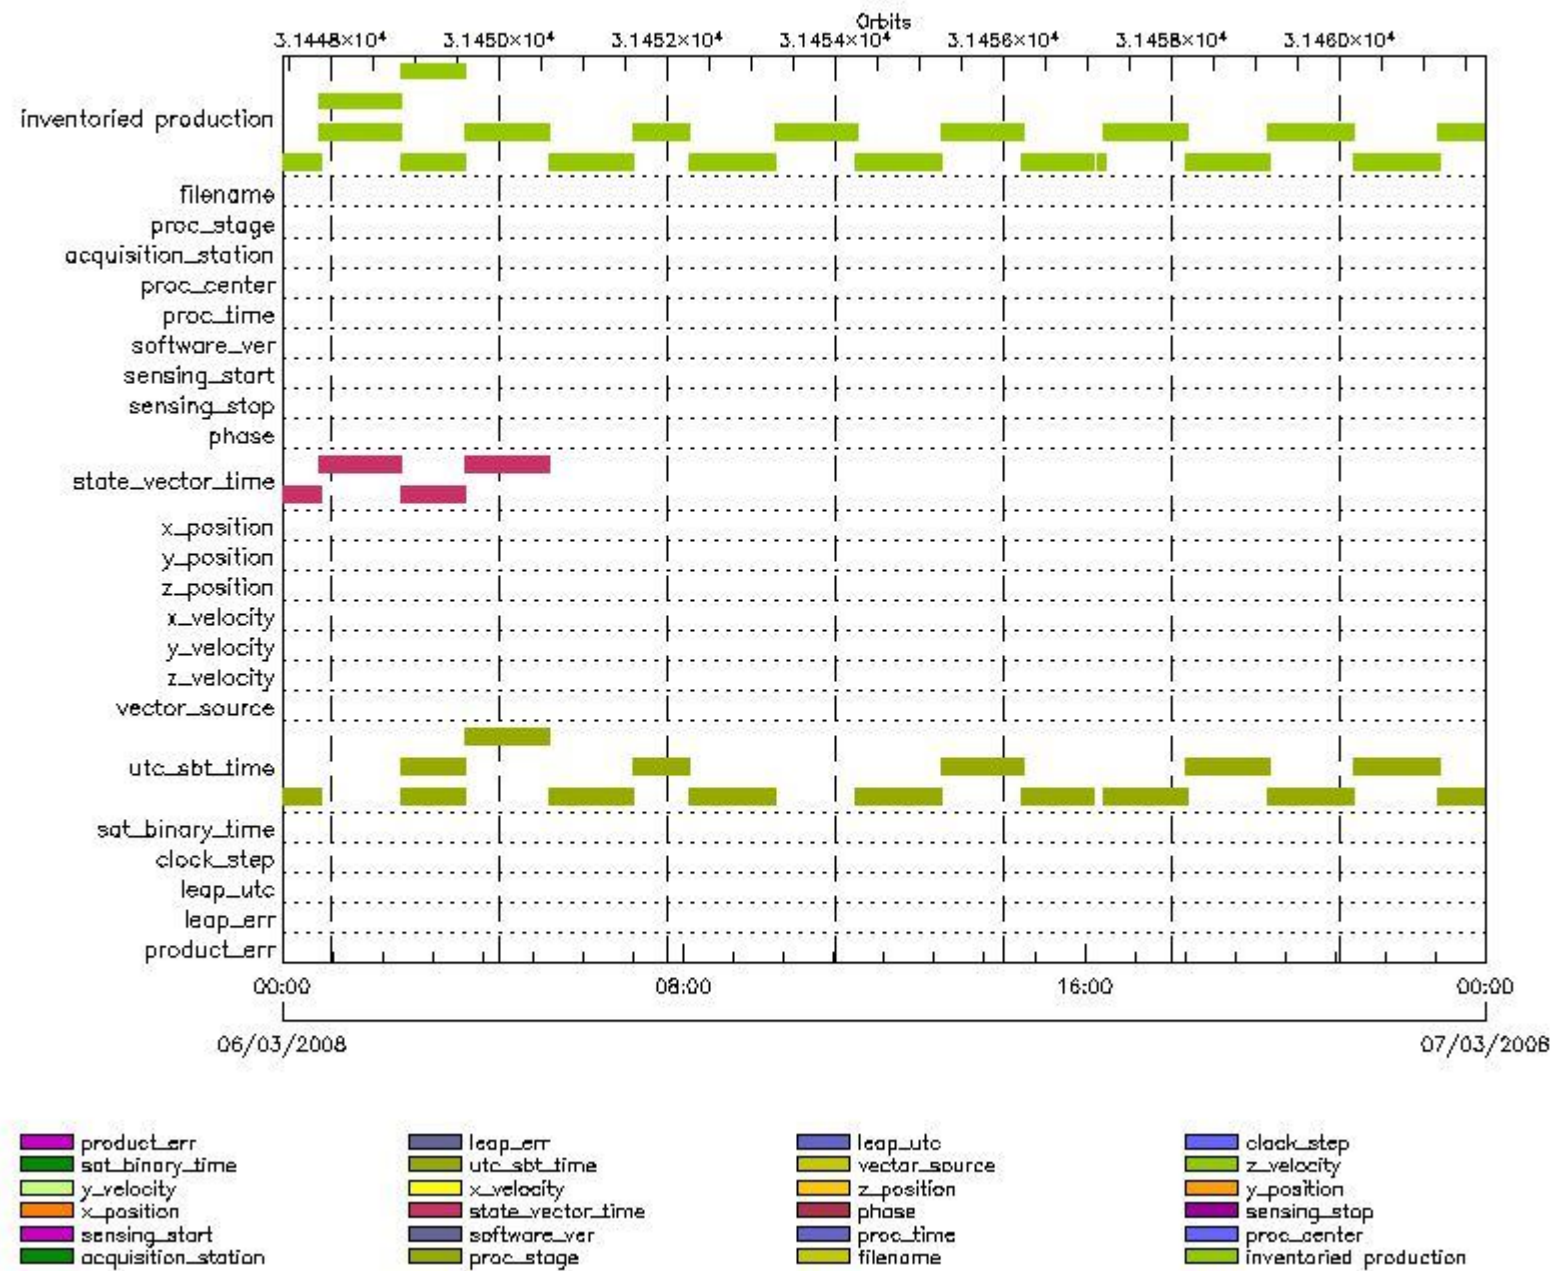 Orbits
3.1448×10⁴ 3.1450×10⁴ 3.1452×10⁴ 3.1454×10⁴ 3.1456×10⁴ 3.1458×10⁴ 3.1460×10⁴
inventoried production
filename
proc_stage
acquisition_station
proc_center
proc_time
software_ver
sensing_start
sensing_stop
phase
state_vector_time
x_position
y_position
z_position
x_velocity
y_velocity
z_velocity
vector_source
utc_sbt_time
sat_binary_time
clock_step
leap_utc
leap_err
product_err
00:00 08:00 16:00 00:00
06/03/2008 07/03/2008
product_err leap_err leap_utc clock_step
sat_binary_time utc_sbt_time vector_source z_velocity
y_velocity x_velocity z_position y_position
x_position state_vector_time phase sensing_stop
sensing_start software_ver proc_time proc_center
acquisition_station proc_stage filename inventoried production